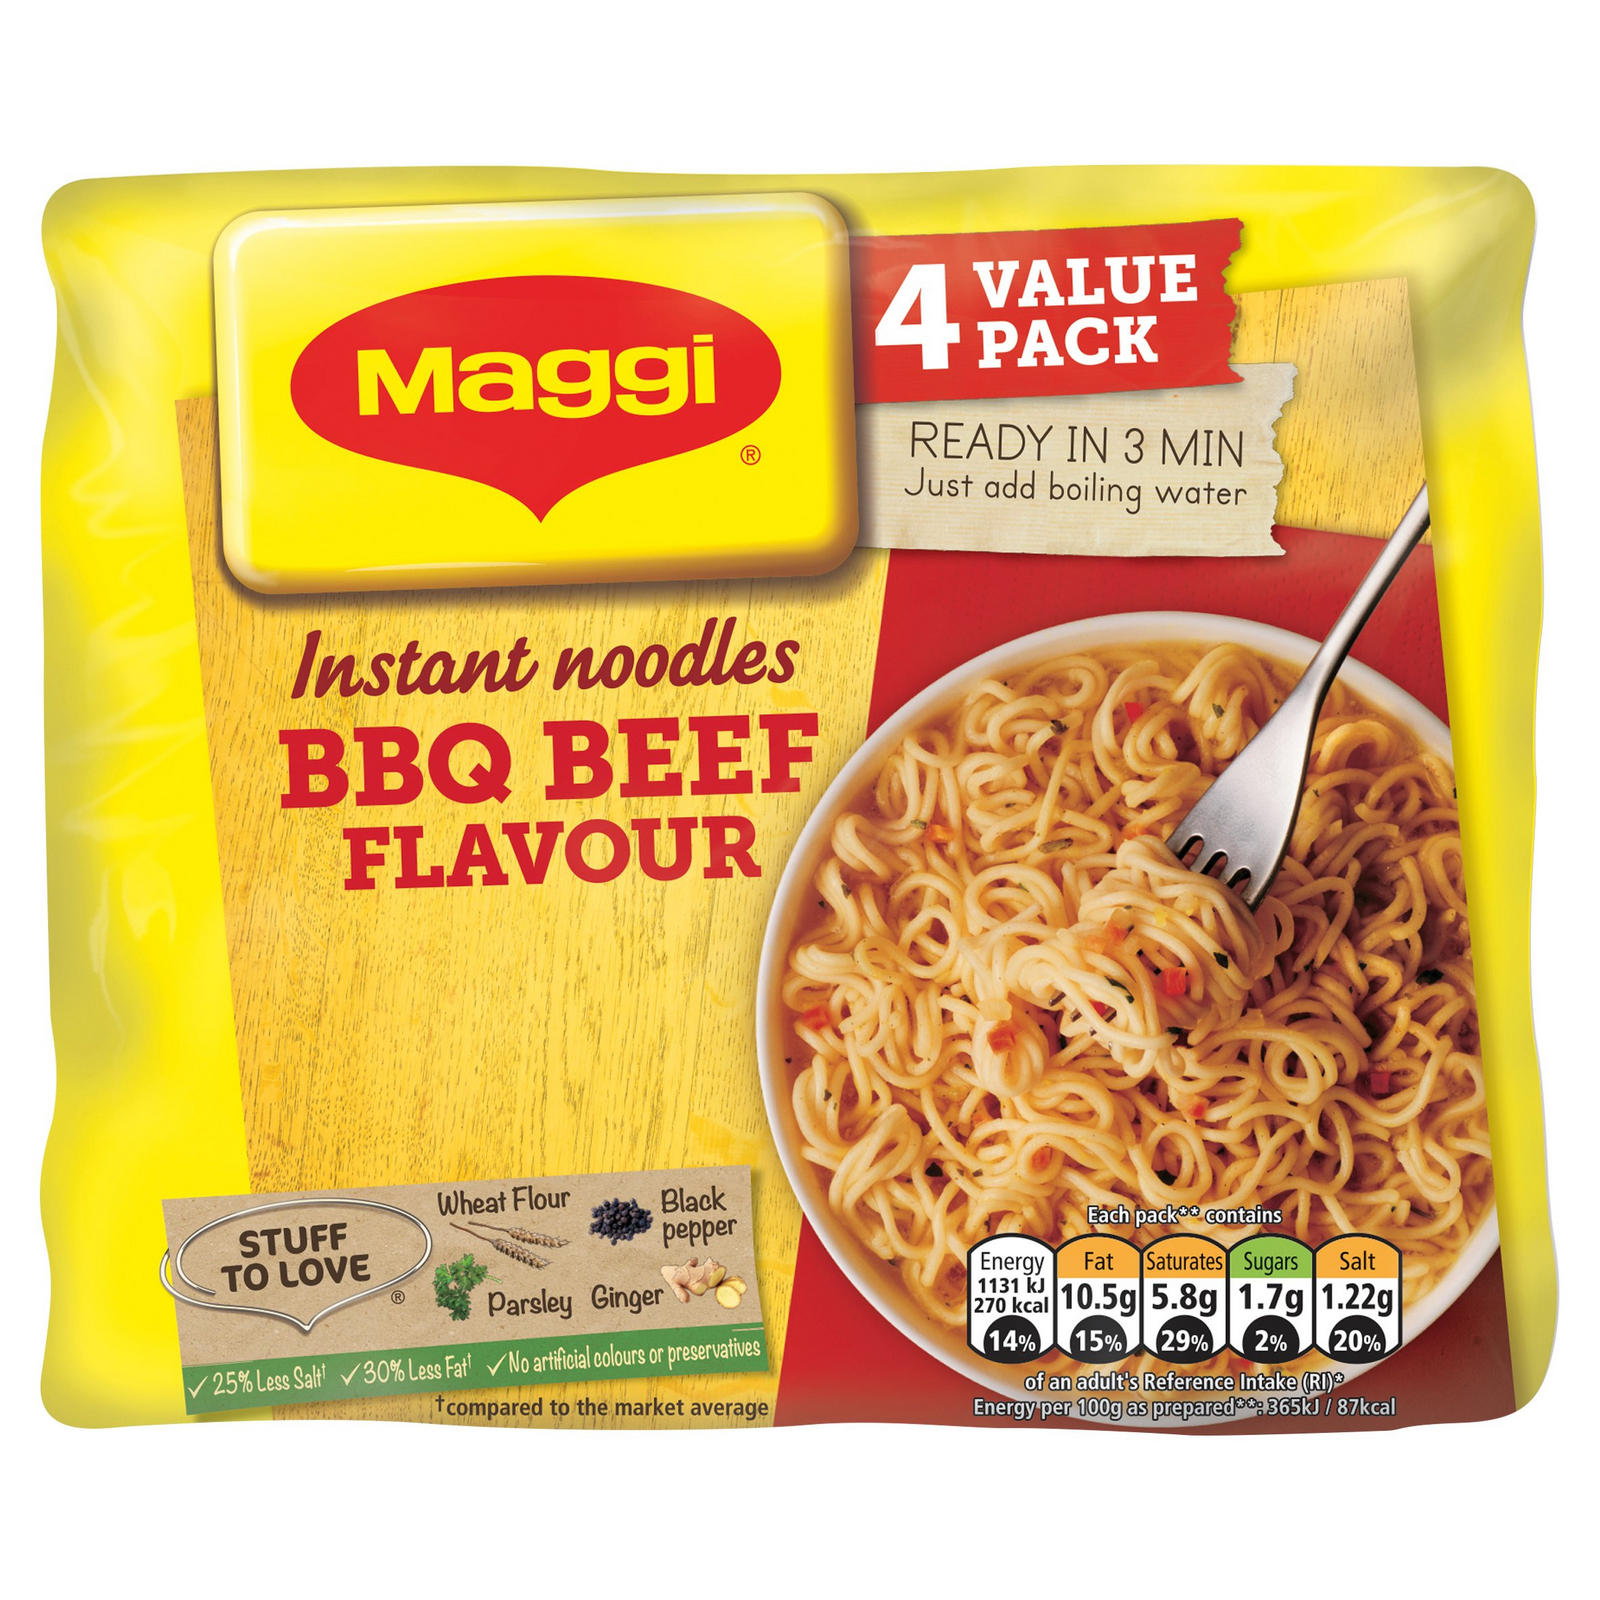 Maggi
®
4 VALUE
PACK
READY IN 3 MIN
Just add boiling water
Instant noodles
BBQ BEEF
FLAVOUR
STUFF
TO LOVE
®
Wheat Flour
Black
pepper
Parsley
Ginger
✓ 25% Less Salt† ✓ 30% Less Fat† ✓ No artificial colours or preservatives
†compared to the market average
Each pack** contains
Energy Fat Saturates Sugars Salt
1131 kJ
270 kcal 10.5g 5.8g 1.7g 1.22g
14% 15% 29% 2% 20%
of an adult's Reference Intake (RI)*
Energy per 100g as prepared**: 365kJ / 87kcal